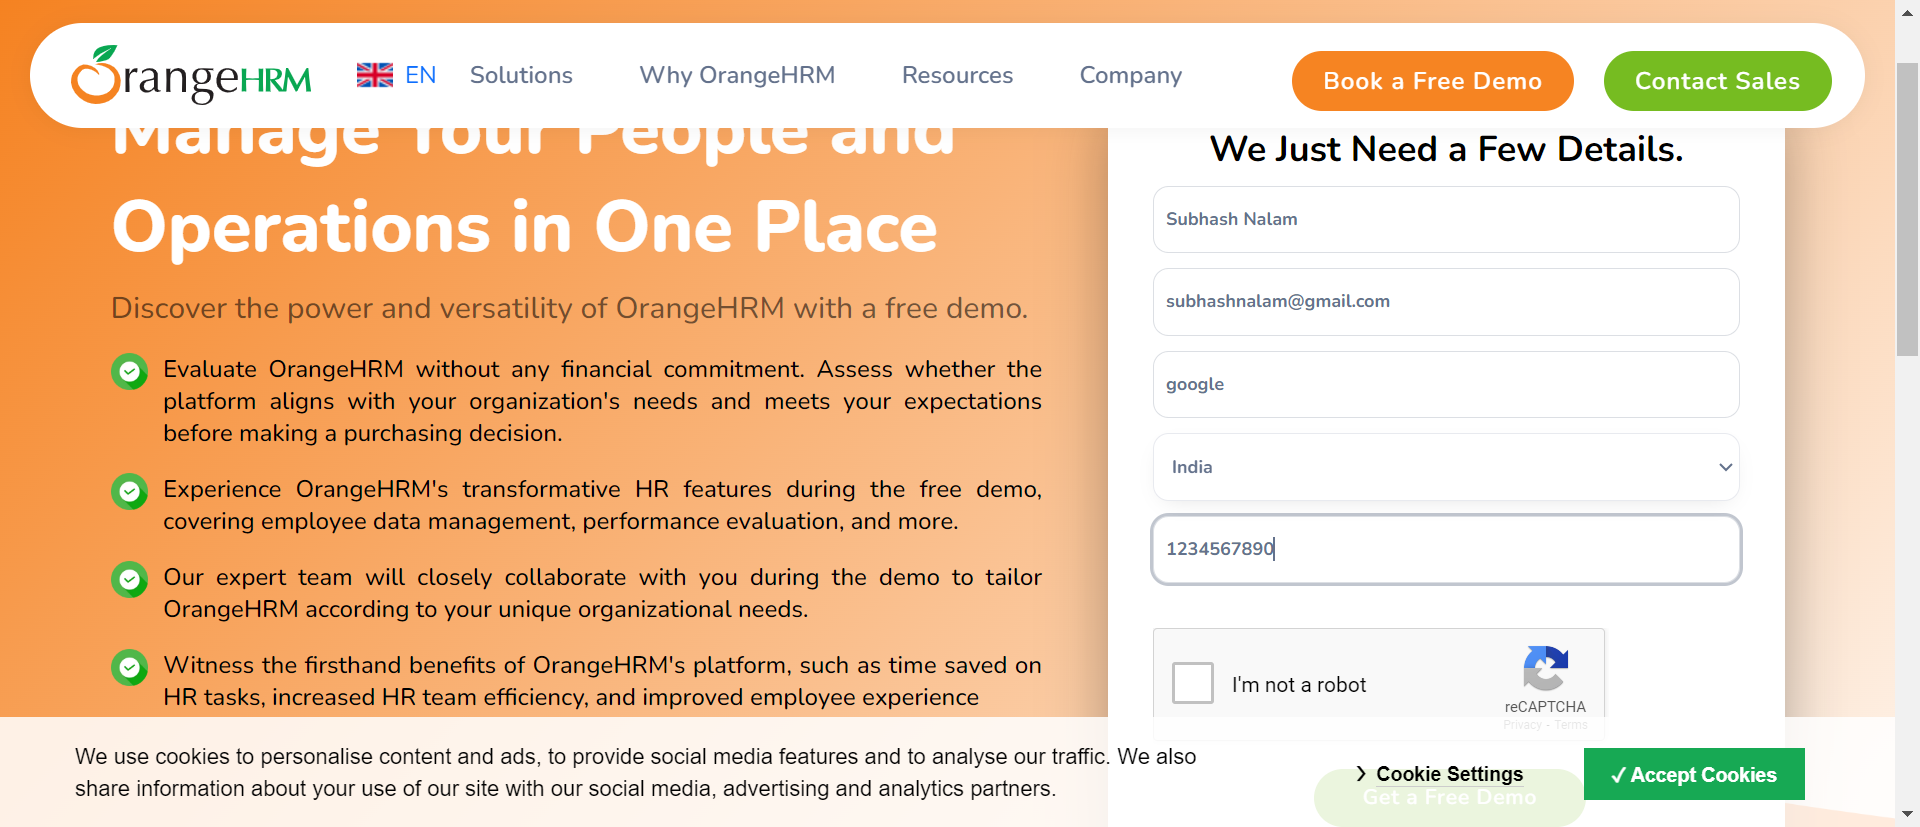 OrangeHRM
EN
Solutions
Why OrangeHRM
Resources
Company
Book a Free Demo
Contact Sales
Manage Your People and
Operations in One Place
Discover the power and versatility of OrangeHRM with a free demo.
Evaluate OrangeHRM without any financial commitment. Assess whether the
platform aligns with your organization's needs and meets your expectations
before making a purchasing decision.
Experience OrangeHRM's transformative HR features during the free demo,
covering employee data management, performance evaluation, and more.
Our expert team will closely collaborate with you during the demo to tailor
OrangeHRM according to your unique organizational needs.
Witness the firsthand benefits of OrangeHRM's platform, such as time saved on
HR tasks, increased HR team efficiency, and improved employee experience
We Just Need a Few Details.
Subhash Nalam
subhashnalam@gmail.com
google
India
1234567890
I'm not a robot
reCAPTCHA
Privacy - Terms
Get a Free Demo
We use cookies to personalise content and ads, to provide social media features and to analyse our traffic. We also
share information about your use of our site with our social media, advertising and analytics partners.
Cookie Settings
✓ Accept Cookies